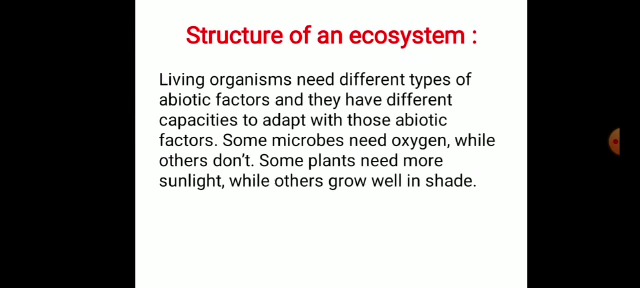 Structure of an ecosystem :
Living organisms need different types of
abiotic factors and they have different
capacities to adapt with those abiotic
factors. Some microbes need oxygen, while
others don't. Some plants need more
sunlight, while others grow well in shade.